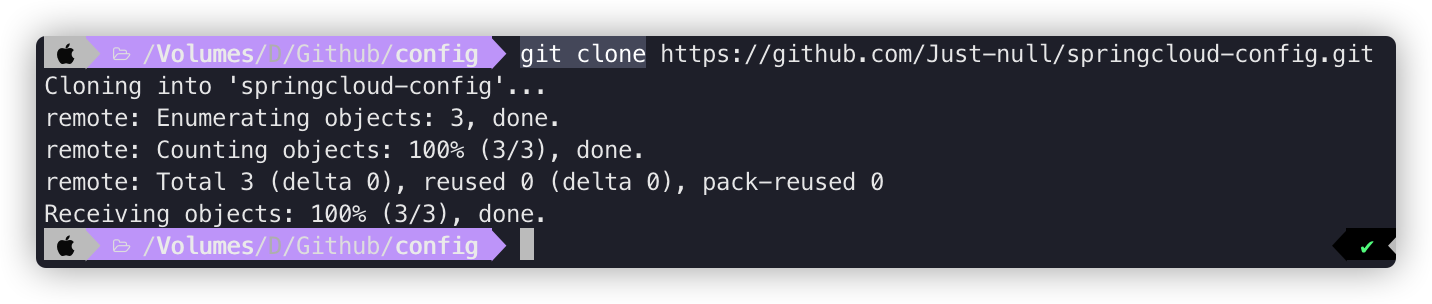 /Volumes/D/Github/config git clone https://github.com/Just-null/springcloud-config.git
Cloning into 'springcloud-config'...
remote: Enumerating objects: 3, done.
remote: Counting objects: 100% (3/3), done.
remote: Total 3 (delta 0), reused 0 (delta 0), pack-reused 0
Receiving objects: 100% (3/3), done.
/Volumes/D/Github/config ✔